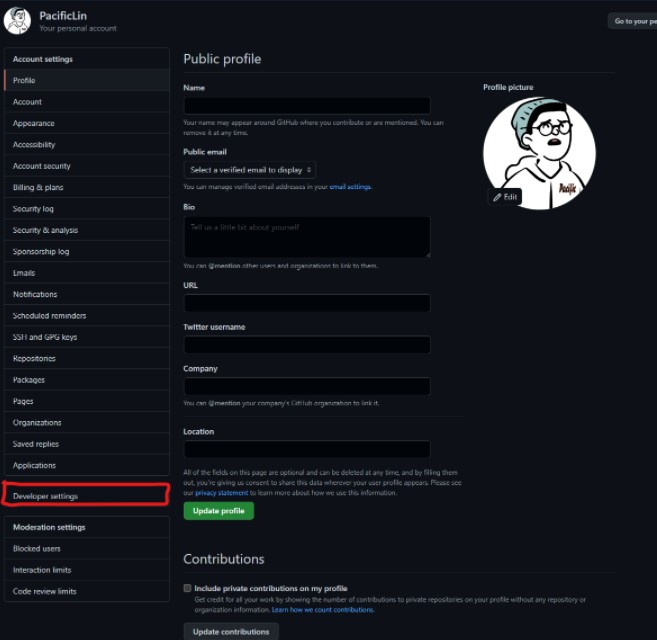 PacificLin
Your personal account
Go to your pe
Account settings
Profile
Account
Appearance
Accessibility
Account security
Billing & plans
Security log
Security & analysis
Sponsorship log
Emails
Notifications
Scheduled reminders
SSH and GPG keys
Repositories
Packages
Pages
Organizations
Saved replies
Applications
Developer settings
Moderation settings
Blocked users
Interaction limits
Code review limits
Public profile
Name
Your name may appear around GitHub where you contribute or are mentioned. You can
remove it at any time.
Public email
Select a verified email to display
You can manage verified email addresses in your email settings.
Bio
Tell us a little bit about yourself
You can @mention other users and organizations to link to them.
URL
Twitter username
Company
You can @mention your company's GitHub organization to link it.
Location
All of the fields on this page are optional and can be deleted at any time, and by filling them
out, you're giving us consent to share this data wherever your user profile appears. Please see
our privacy statement to learn more about how we use this information.
Update profile
Profile picture
Pacific
Edit
Contributions
Include private contributions on my profile
Get credit for all your work by showing the number of contributions to private repositories on your profile without any repository or
organization information. Learn how we count contributions.
Update contributions